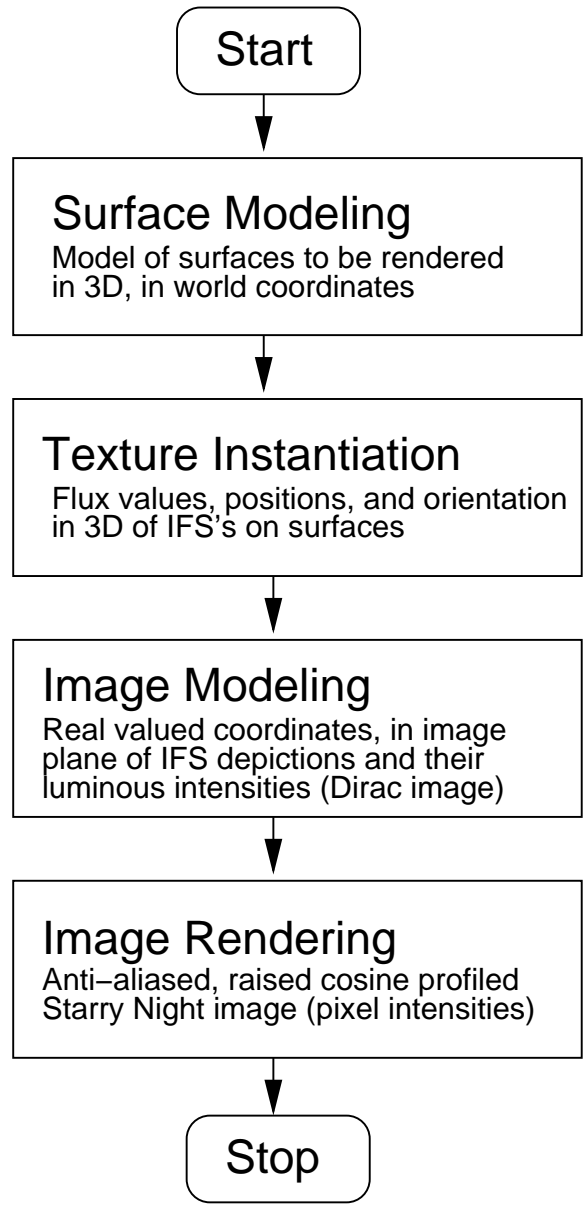 Start
Surface Modeling
Model of surfaces to be rendered
in 3D, in world coordinates
Texture Instantiation
Flux values, positions, and orientation
in 3D of IFS's on surfaces
Image Modeling
Real valued coordinates, in image
plane of IFS depictions and their
luminous intensities (Dirac image)
Image Rendering
Anti−aliased, raised cosine profiled
Starry Night image (pixel intensities)
Stop